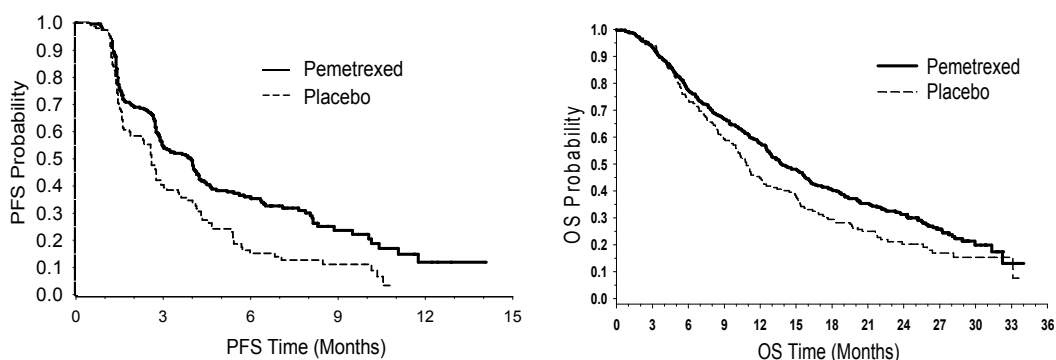 1.0
0.9
0.8
0.7
0.6
0.5
0.4
0.3
0.2
0.1
0.0
PFS Probability
Pemetrexed
Placebo
0 3 6 9 12 15
PFS Time (Months)
1.0
0.9
0.8
0.7
0.6
0.5
0.4
0.3
0.2
0.1
0.0
OS Probability
Pemetrexed
Placebo
0 3 6 9 12 15 18 21 24 27 30 33 36
OS Time (Months)